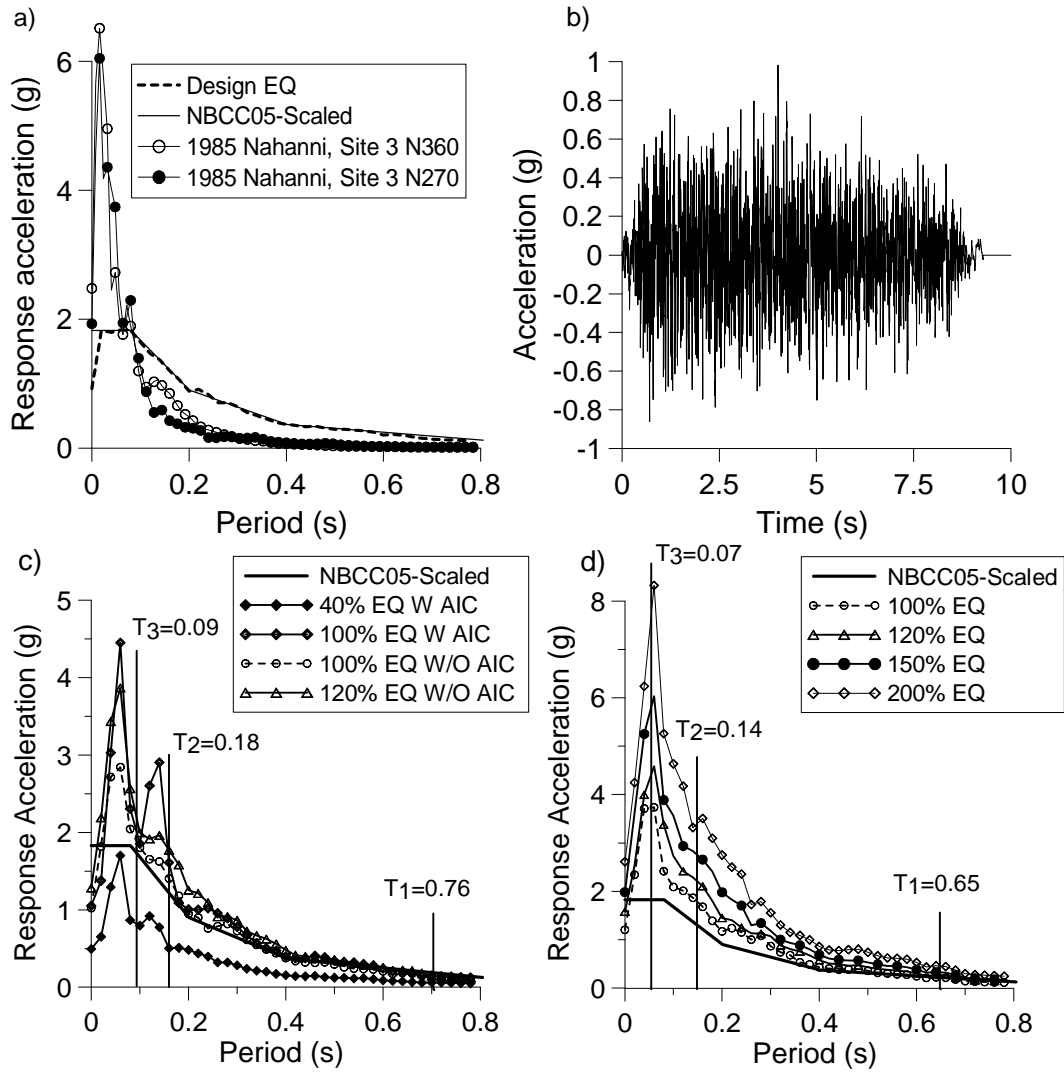 a)
Response acceleration (g)
6
4
2
0
Design EQ
NBCC05-Scaled
1985 Nahanni, Site 3 N360
1985 Nahanni, Site 3 N270
0 0.2 0.4 0.6 0.8
Period (s)
b)
Acceleration (g)
1
0.8
0.6
0.4
0.2
0
-0.2
-0.4
-0.6
-0.8
-1
0 2.5 5 7.5 10
Time (s)
c)
Response Acceleration (g)
5
4
3
2
1
0
NBCC05-Scaled
40% EQ W AIC
100% EQ W AIC
100% EQ W/O AIC
120% EQ W/O AIC
T3=0.09
T2=0.18
T1=0.76
0 0.2 0.4 0.6 0.8
Period (s)
d)
Response Acceleration (g)
8
6
4
2
0
T3=0.07
NBCC05-Scaled
100% EQ
120% EQ
150% EQ
200% EQ
T2=0.14
T1=0.65
0 0.2 0.4 0.6 0.8
Period (s)